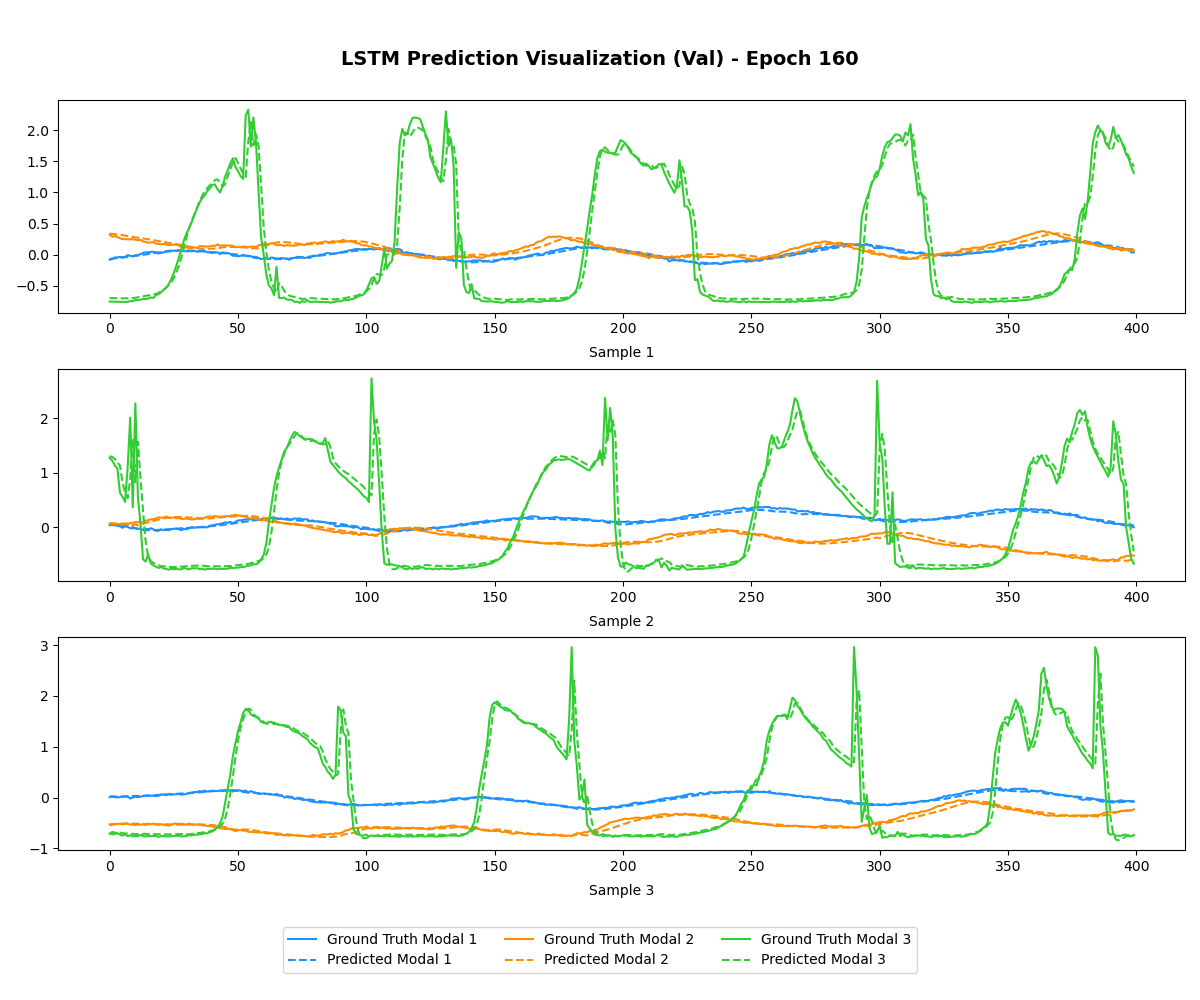 LSTM Prediction Visualization (Val) - Epoch 160
2.0
1.5
1.0
0.5
0.0
−0.5
0 50 100 150 200 250 300 350 400
Sample 1
2
1
0
0 50 100 150 200 250 300 350 400
Sample 2
3
2
1
0
−1
0 50 100 150 200 250 300 350 400
Sample 3
Ground Truth Modal 1 Ground Truth Modal 2 Ground Truth Modal 3
Predicted Modal 1 Predicted Modal 2 Predicted Modal 3